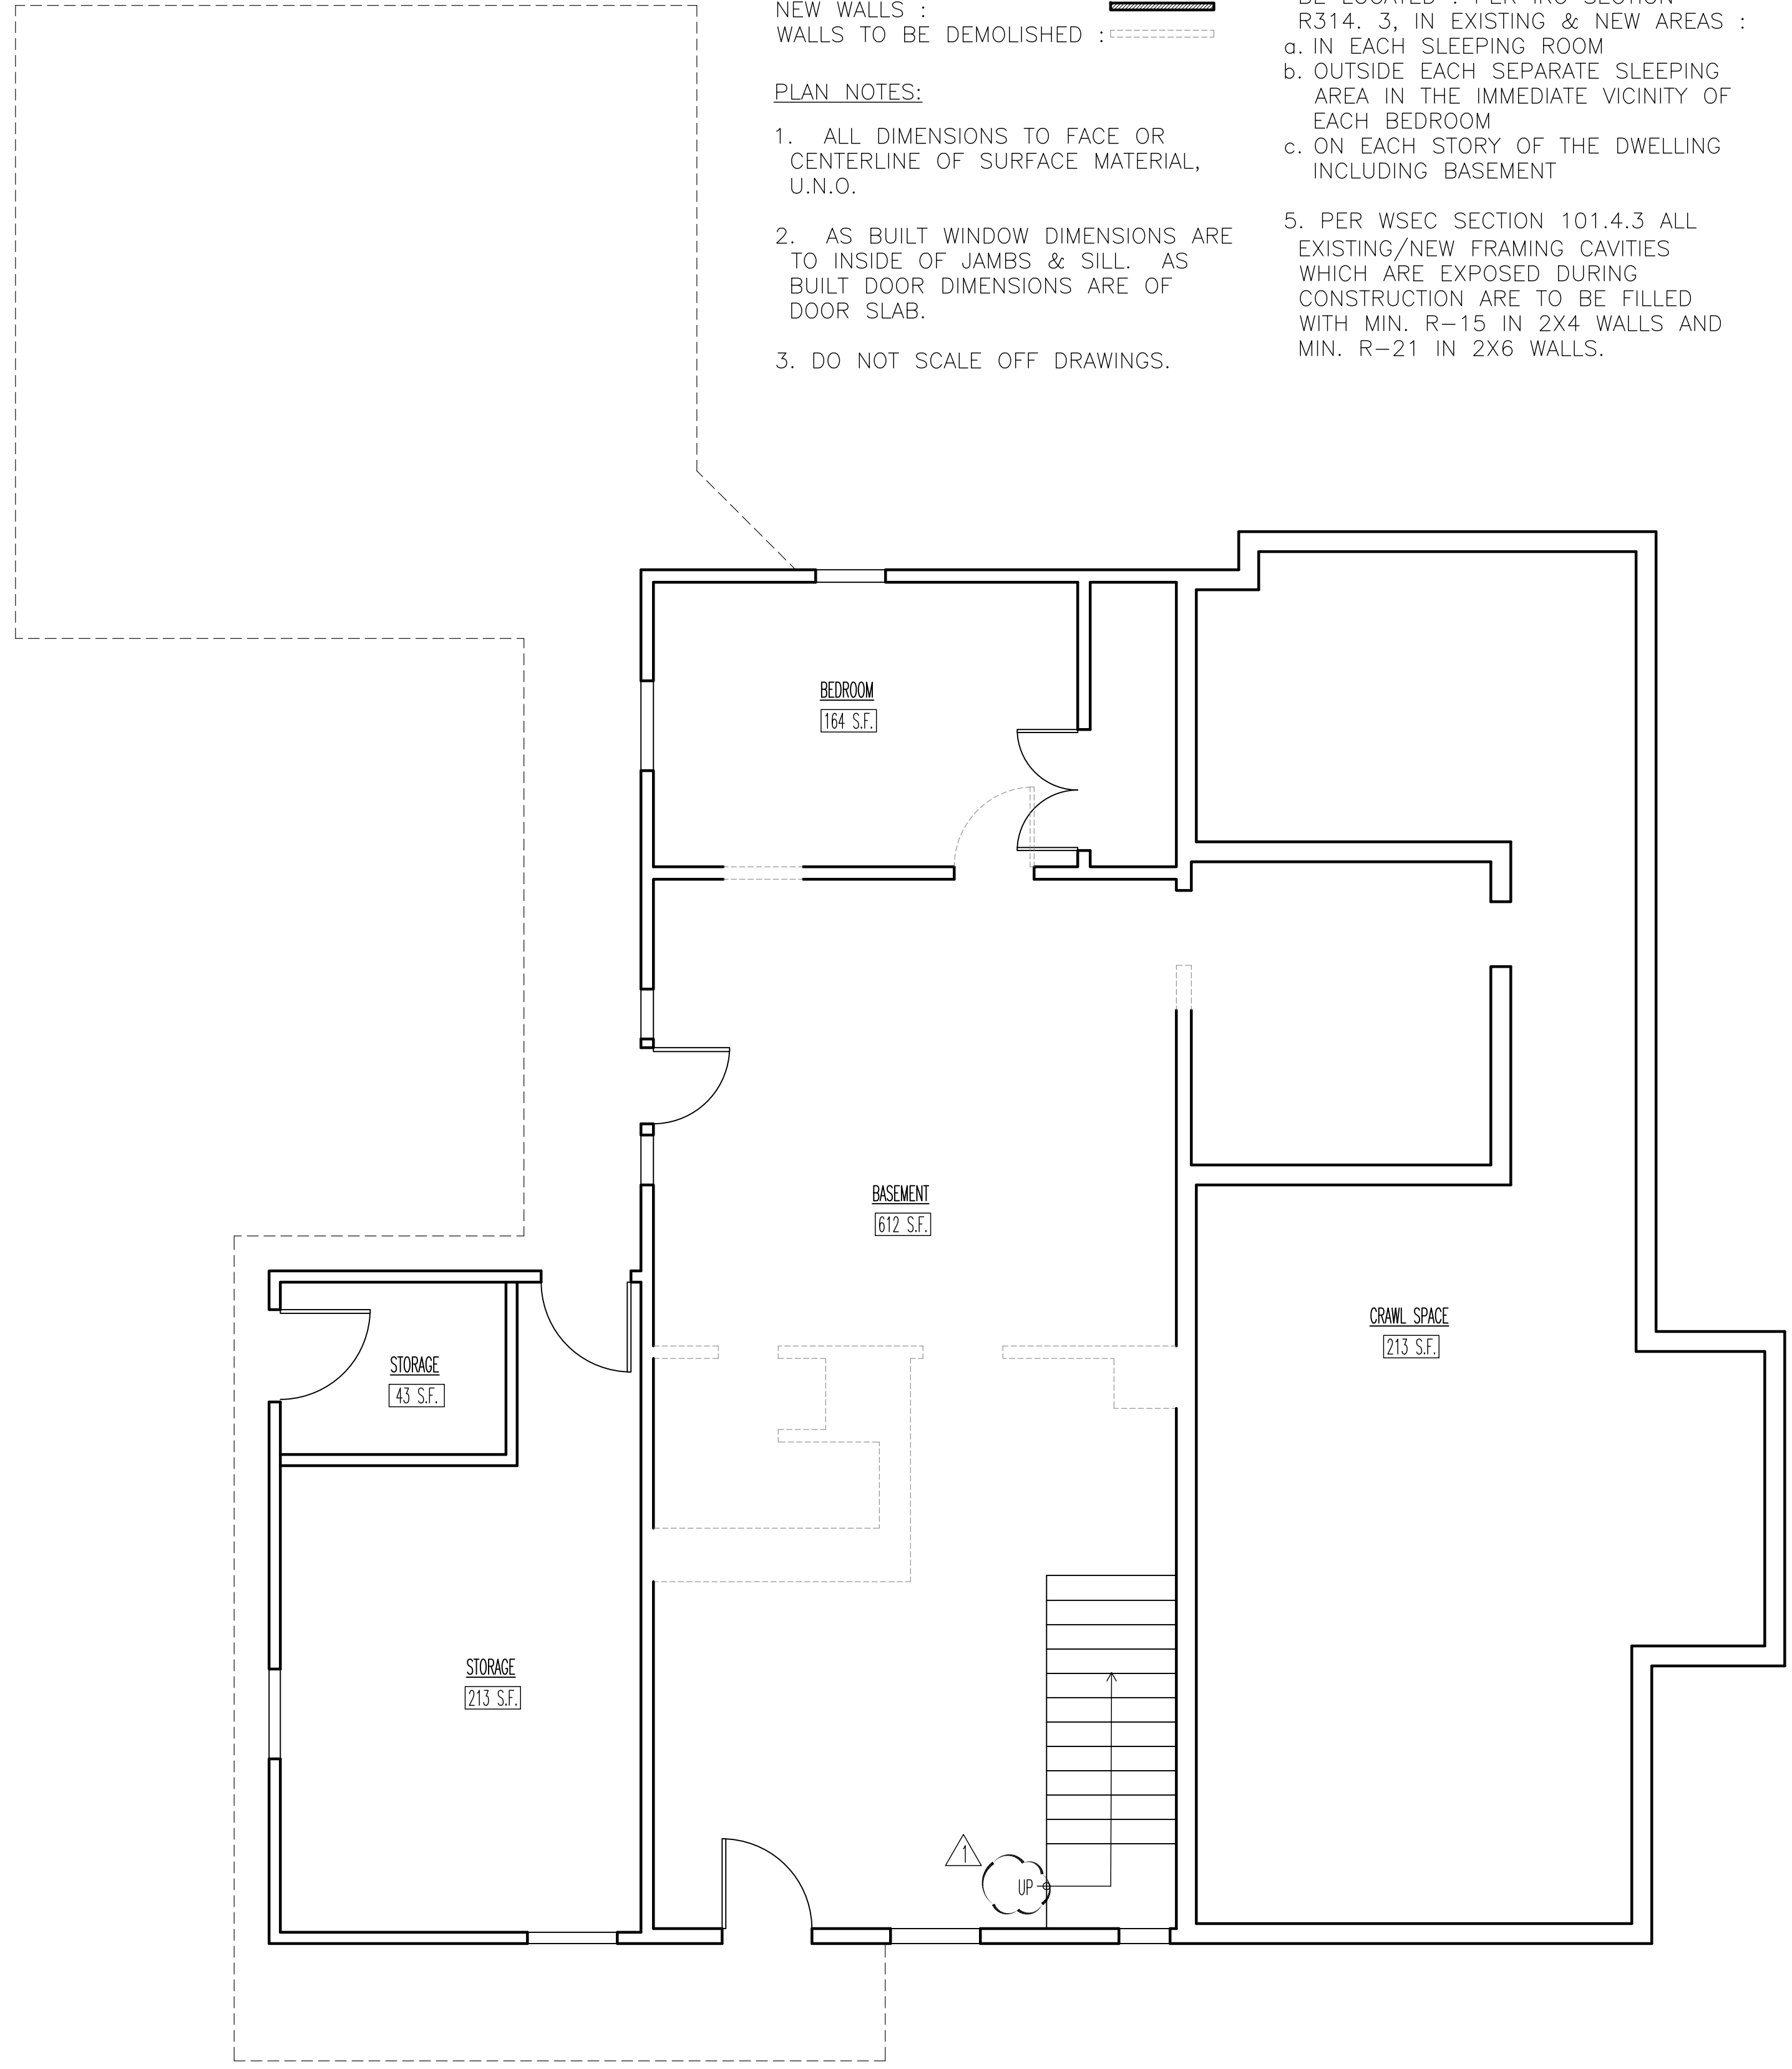 NEW WALLS :
WALLS TO BE DEMOLISHED :
PLAN NOTES:
1. ALL DIMENSIONS TO FACE OR
CENTERLINE OF SURFACE MATERIAL,
U.N.O.
2. AS BUILT WINDOW DIMENSIONS ARE
TO INSIDE OF JAMBS & SILL. AS
BUILT DOOR DIMENSIONS ARE OF
DOOR SLAB.
3. DO NOT SCALE OFF DRAWINGS.
BE LOCATED : PER IRC SECTION
R314. 3, IN EXISTING & NEW AREAS :
a. IN EACH SLEEPING ROOM
b. OUTSIDE EACH SEPARATE SLEEPING
AREA IN THE IMMEDIATE VICINITY OF
EACH BEDROOM
c. ON EACH STORY OF THE DWELLING
INCLUDING BASEMENT
5. PER WSEC SECTION 101.4.3 ALL
EXISTING/NEW FRAMING CAVITIES
WHICH ARE EXPOSED DURING
CONSTRUCTION ARE TO BE FILLED
WITH MIN. R-15 IN 2X4 WALLS AND
MIN. R-21 IN 2X6 WALLS.
BEDROOM
164 S.F.
BASEMENT
612 S.F.
CRAWL SPACE
213 S.F.
STORAGE
43 S.F.
STORAGE
213 S.F.
1
UP